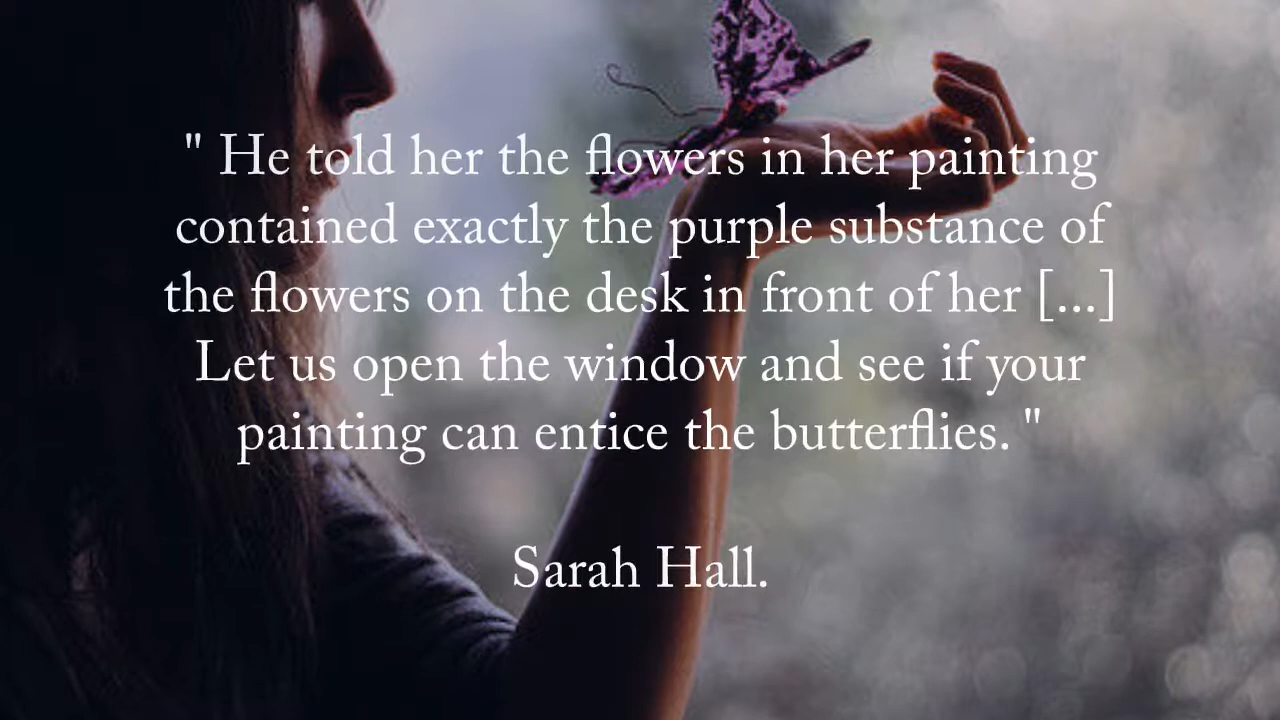 " He told her the flowers in her painting
contained exactly the purple substance of
the flowers on the desk in front of her [...]
Let us open the window and see if your
painting can entice the butterflies. "
Sarah Hall.